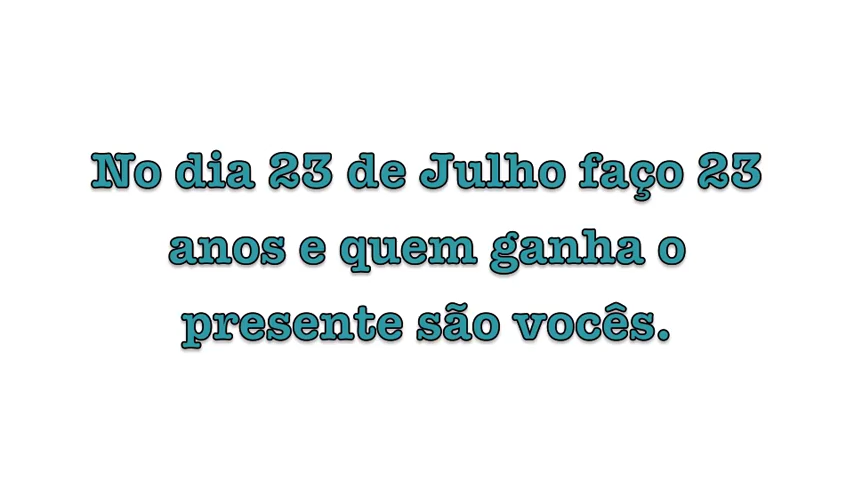 No dia 23 de Julho faço 23
anos e quem ganha o
presente são vocês.